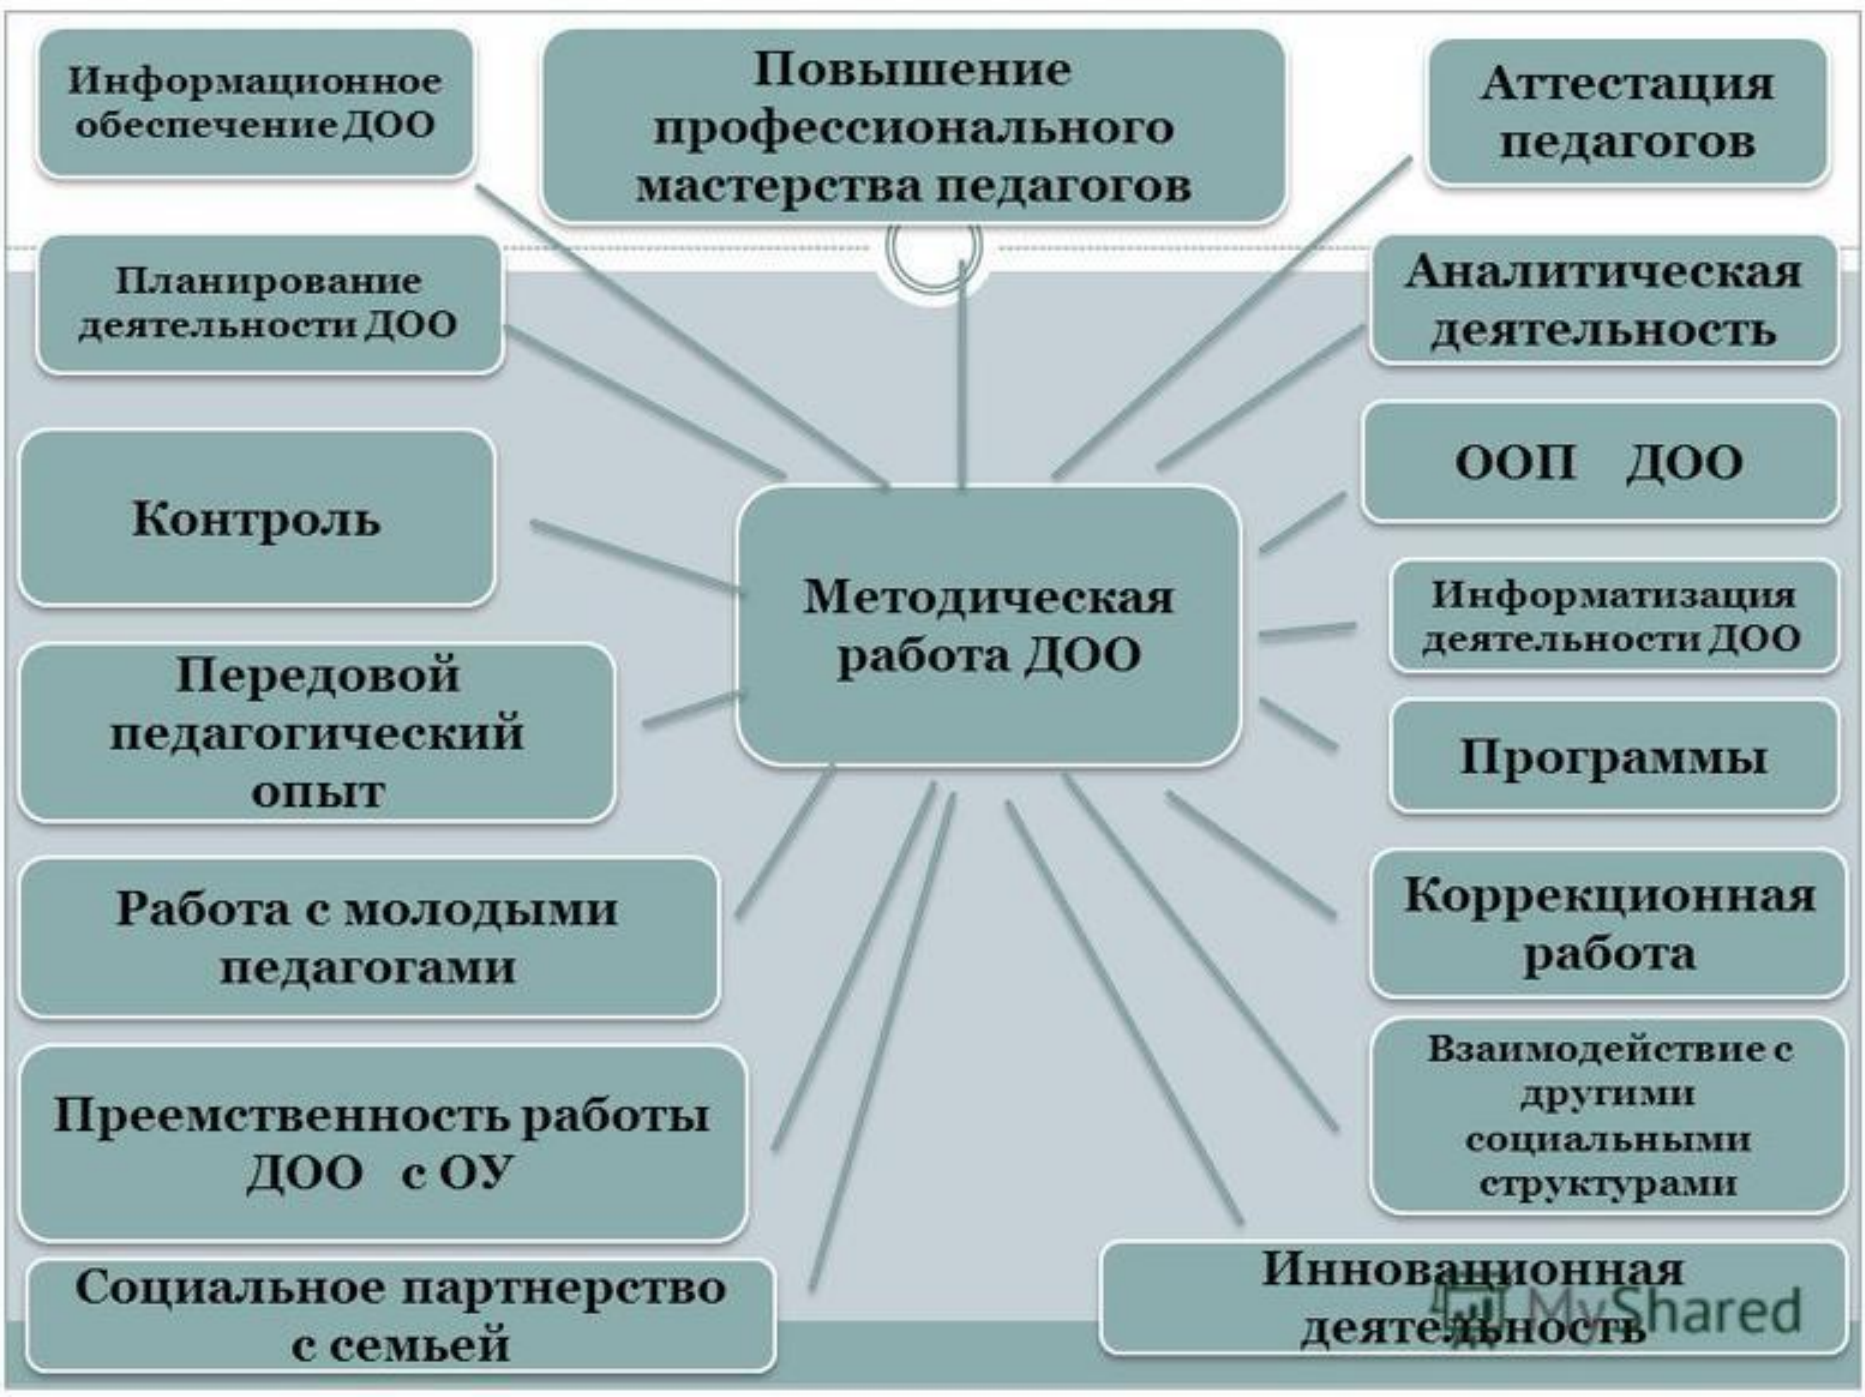 Информационное
обеспечение ДОО
Повышение
профессионального
мастерства педагогов
Аттестация
педагогов
Планирование
деятельности ДОО
Аналитическая
деятельность
Контроль
ООП ДОО
Методическая
работа ДОО
Информатизация
деятельности ДОО
Передовой
педагогический
опыт
Программы
Работа с молодыми
педагогами
Коррекционная
работа
Преемственность работы
ДОО с ОУ
Взаимодействие с
другими
социальными
структурами
Социальное партнерство
с семьей
Инновационная
деятельность
MyShared